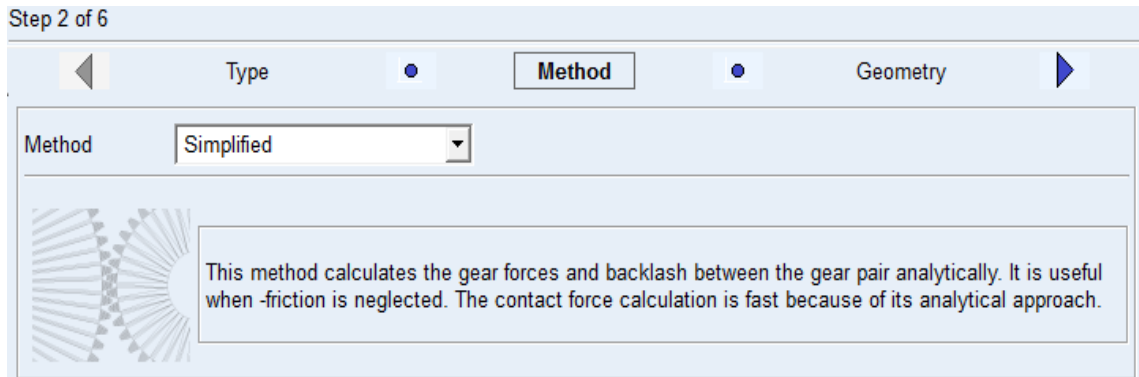 Step 2 of 6
Type Method Geometry
Method Simplified
This method calculates the gear forces and backlash between the gear pair analytically. It is useful
when -friction is neglected. The contact force calculation is fast because of its analytical approach.